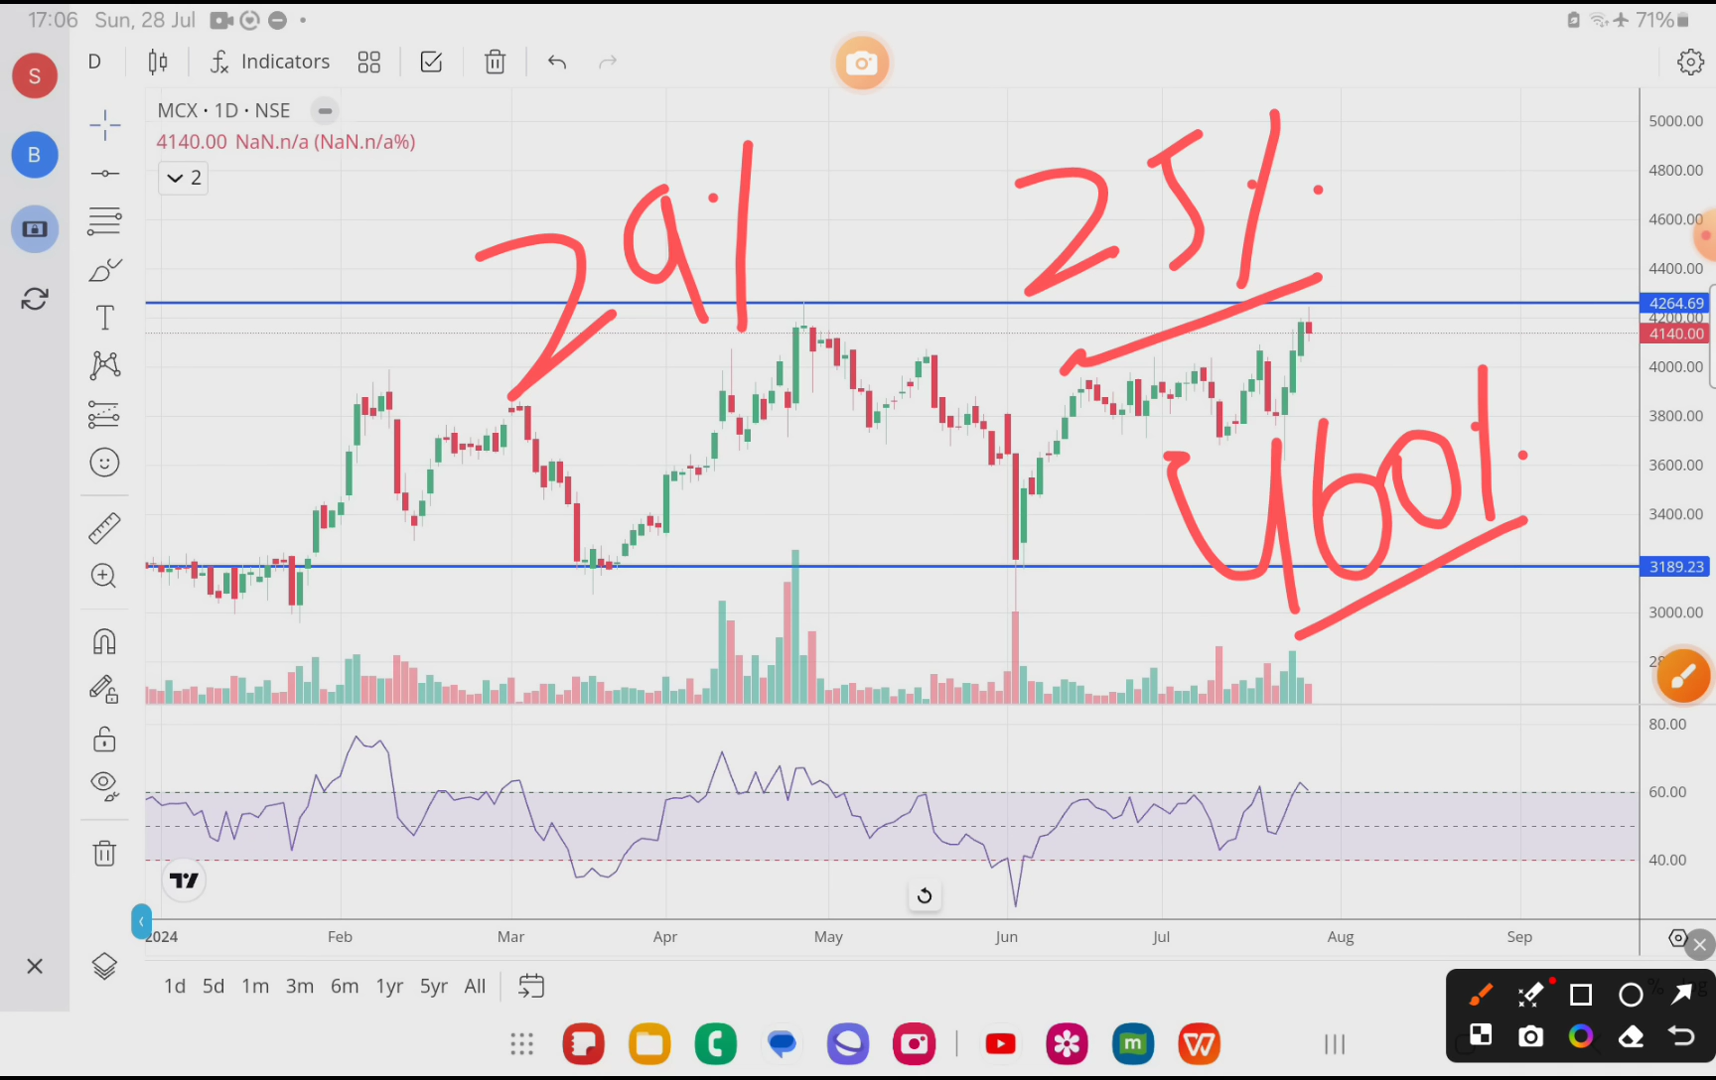 17:06 Sun, 28 Jul
71%
S
D
Indicators
B
MCX · 1D · NSE
4140.00 NaN.n/a (NaN.n/a%)
2
29%
25%
460%
5000.00
4800.00
4600.00
4400.00
4264.69
4200.00
4140.00
4000.00
3800.00
3600.00
3400.00
3189.23
3000.00
80.00
60.00
40.00
2024
Feb
Mar
Apr
May
Jun
Jul
Aug
Sep
1d 5d 1m 3m 6m 1yr 5yr All
m